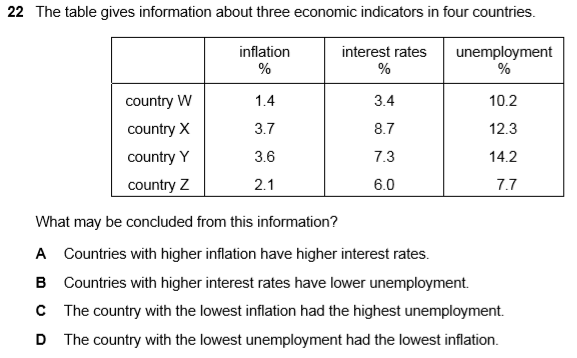 22 The table gives information about three economic indicators in four countries.
inflation % interest rates % unemployment %
country W 1.4 3.4 10.2
country X 3.7 8.7 12.3
country Y 3.6 7.3 14.2
country Z 2.1 6.0 7.7
What may be concluded from this information?
A Countries with higher inflation have higher interest rates.
B Countries with higher interest rates have lower unemployment.
C The country with the lowest inflation had the highest unemployment.
D The country with the lowest unemployment had the lowest inflation.